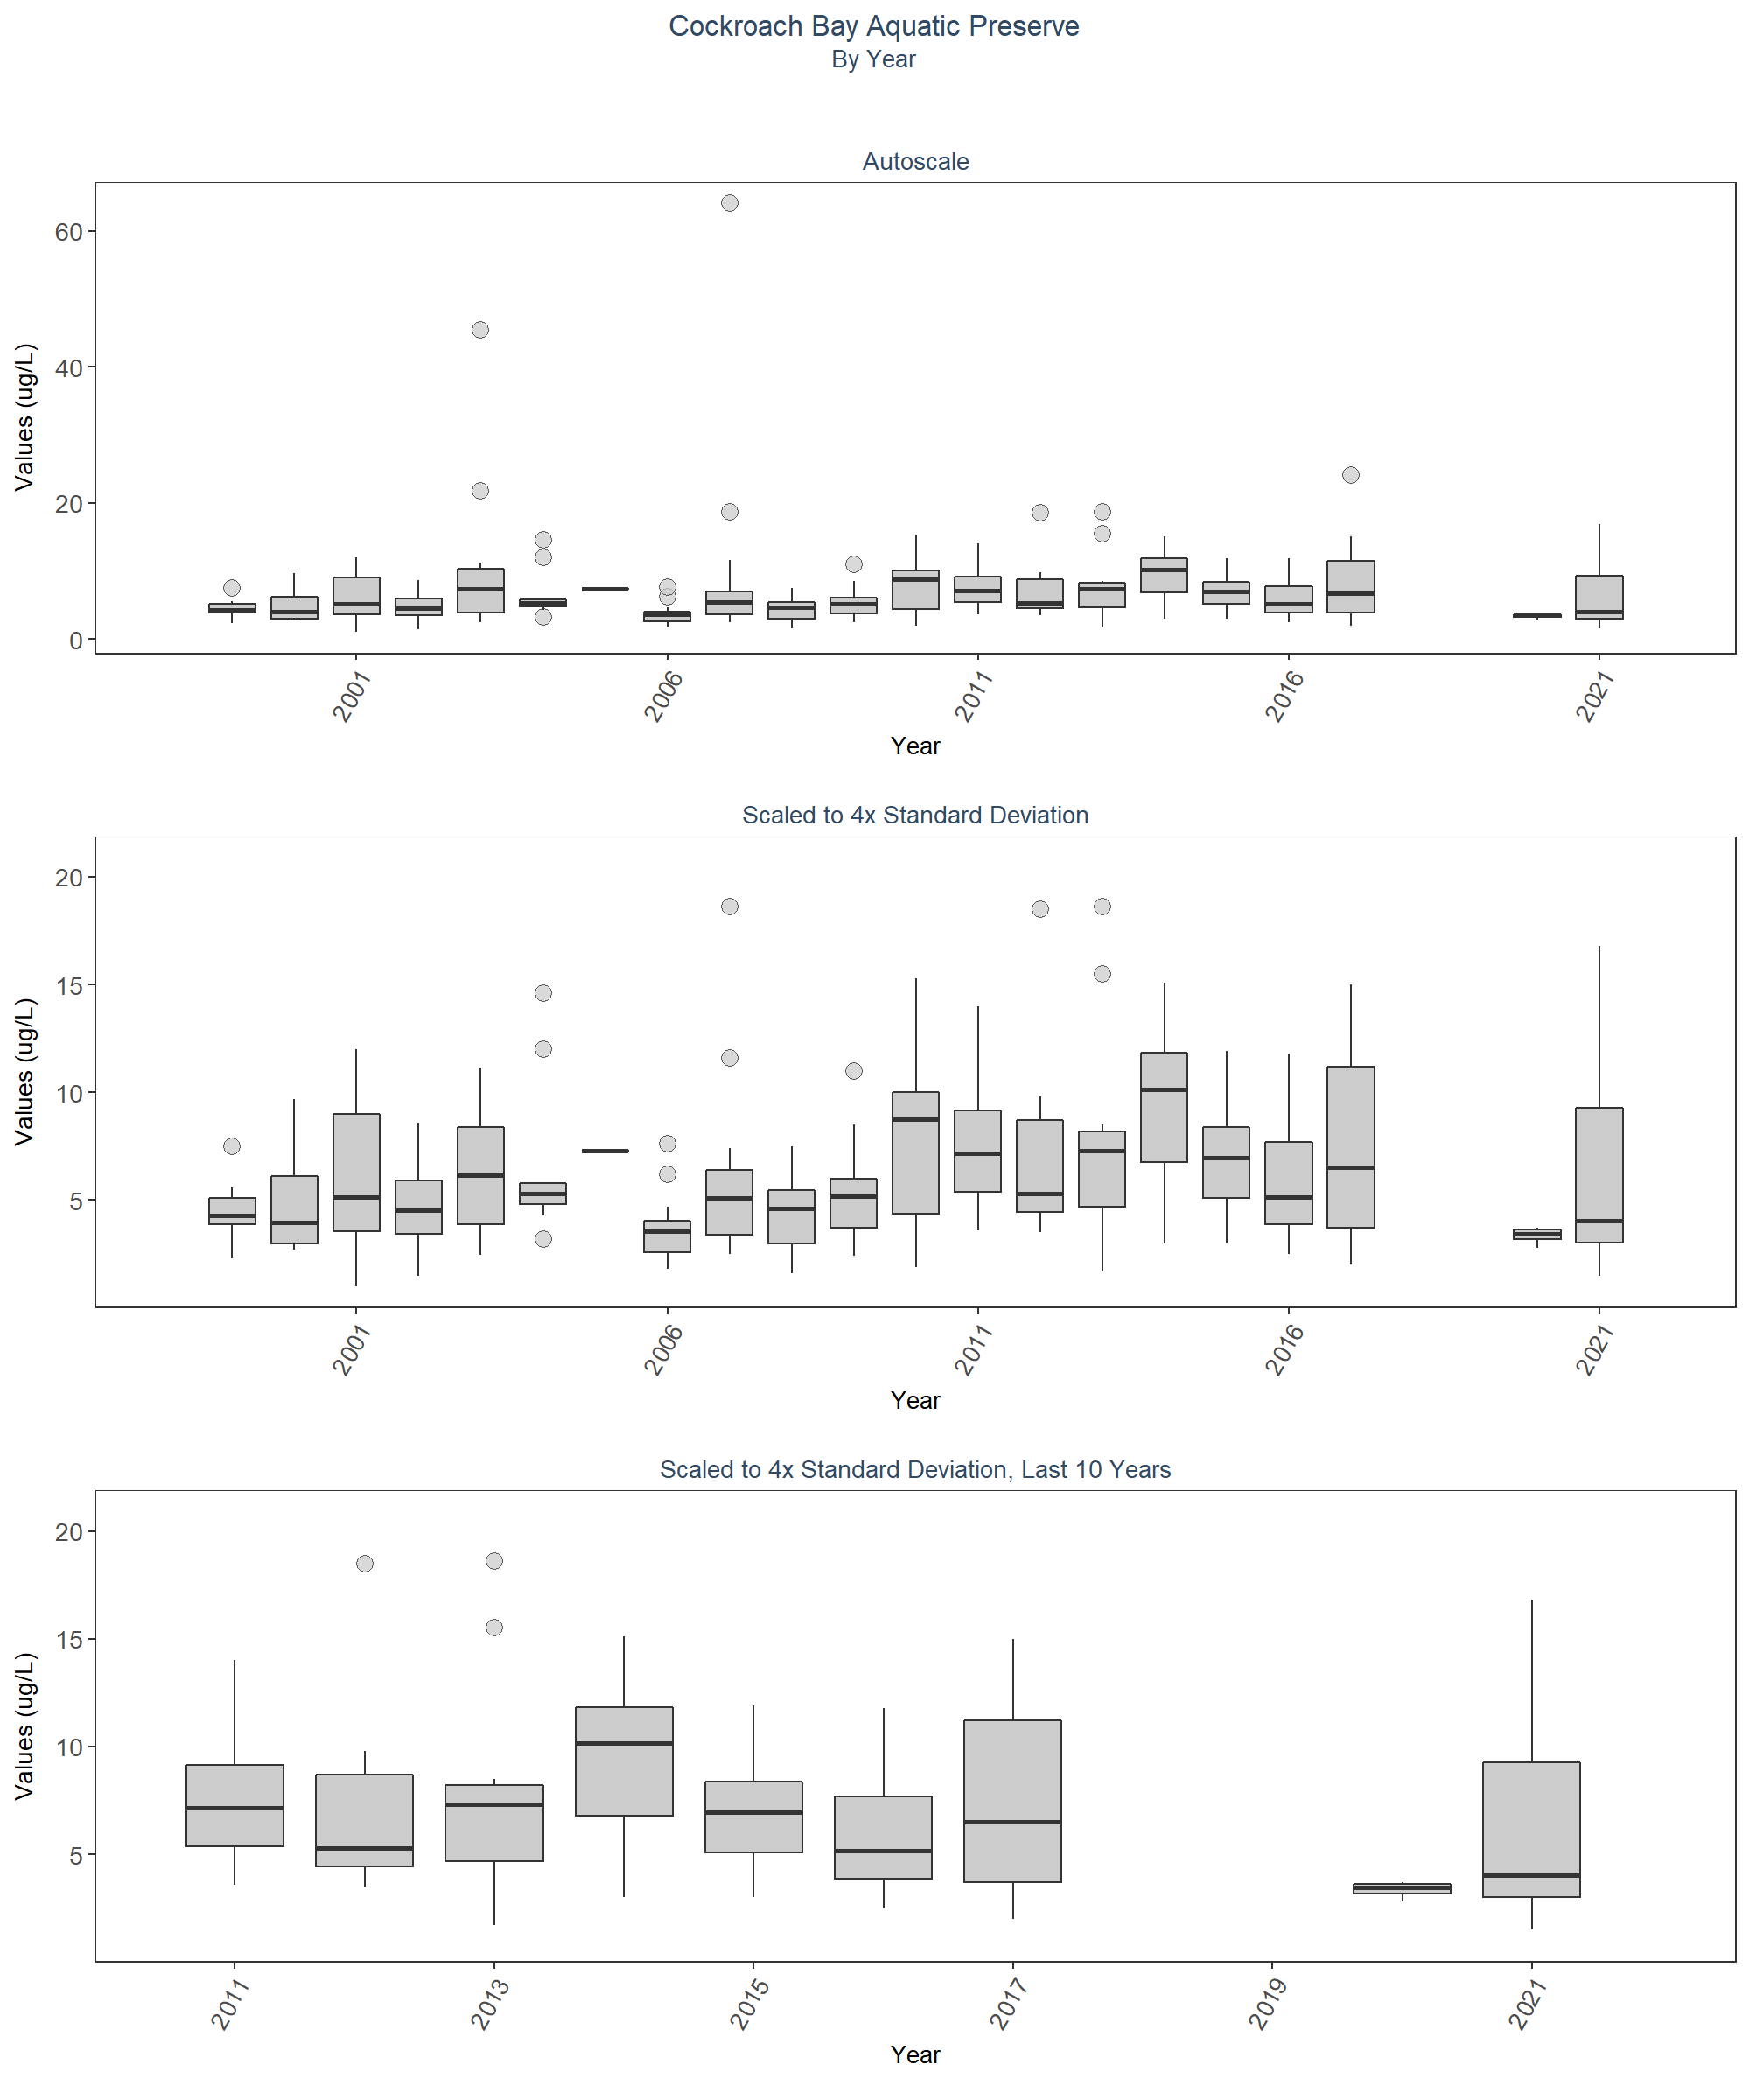 Cockroach Bay Aquatic Preserve
By Year
Autoscale
Values (ug/L)
60
40
20
0
2001
2006
2011
2016
2021
Year
Scaled to 4x Standard Deviation
Values (ug/L)
20
15
10
5
2001
2006
2011
2016
2021
Year
Scaled to 4x Standard Deviation, Last 10 Years
Values (ug/L)
20
15
10
5
2011
2013
2015
2017
2019
2021
Year